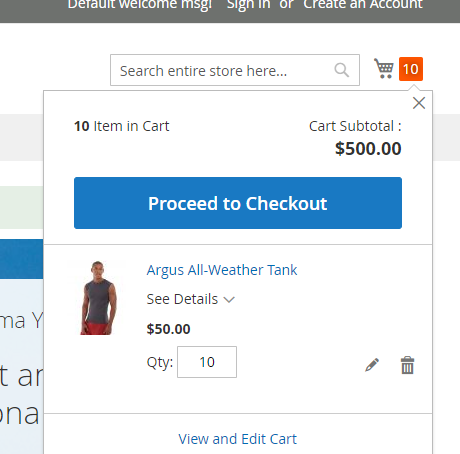 Default welcome msg! Sign In or Create an Account
Search entire store here...
10
10 Item in Cart
Cart Subtotal :
$500.00
Proceed to Checkout
Argus All-Weather Tank
See Details
$50.00
Qty: 10
View and Edit Cart
ma Y
t ar
ona